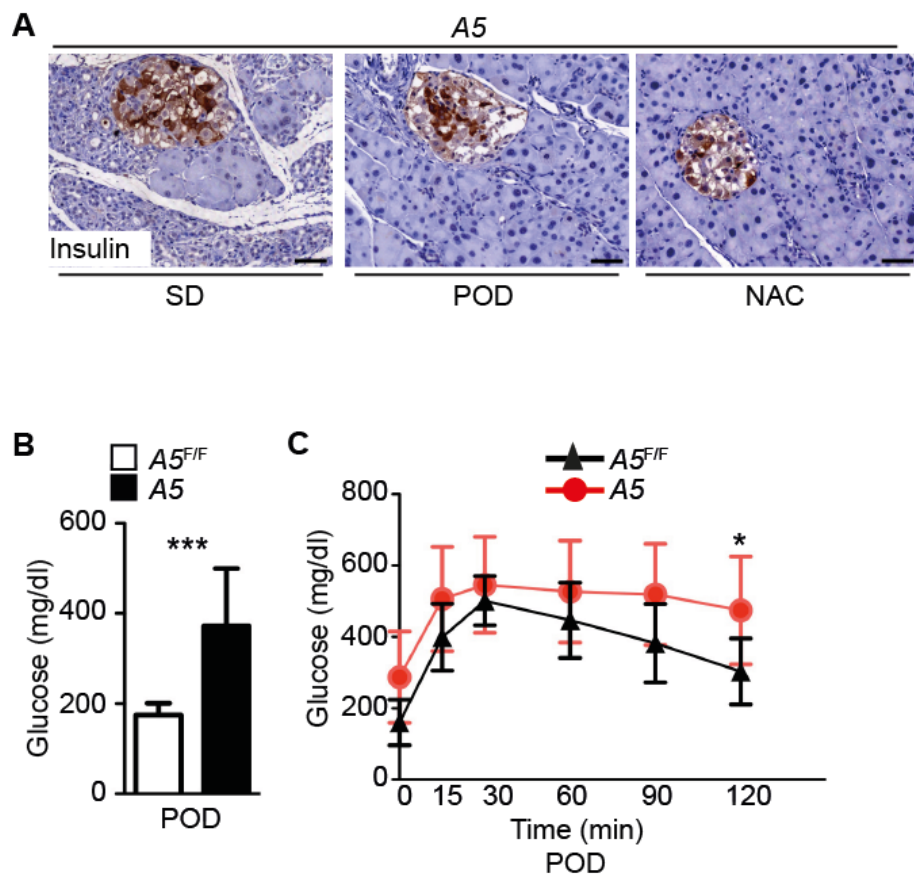 A
A5
Insulin
SD
POD
NAC
B
A5F/F
A5
***
Glucose (mg/dl)
600
400
200
0
POD
C
A5F/F
A5
*
Glucose (mg/dl)
800
600
400
200
0
0 15 30 60 90 120
Time (min)
POD